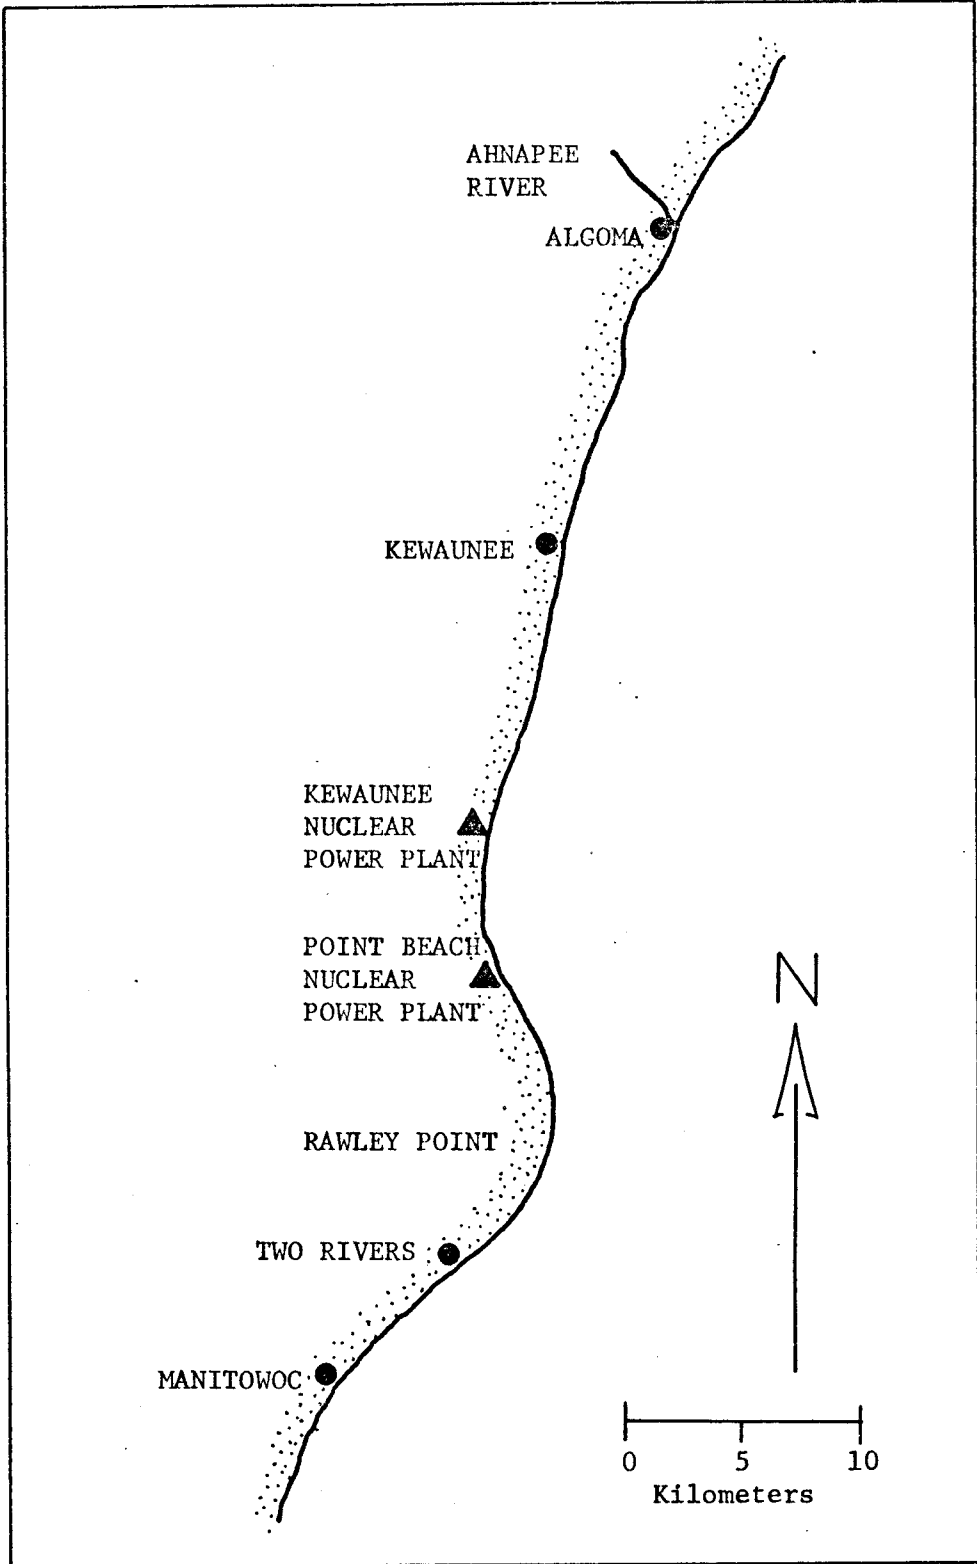 AHNAPEE
RIVER
ALGOMA
KEWAUNEE
KEWAUNEE
NUCLEAR
POWER PLANT
POINT BEACH
NUCLEAR
POWER PLANT
N
RAWLEY POINT
TWO RIVERS
MANITOWOC
0 5 10
Kilometers